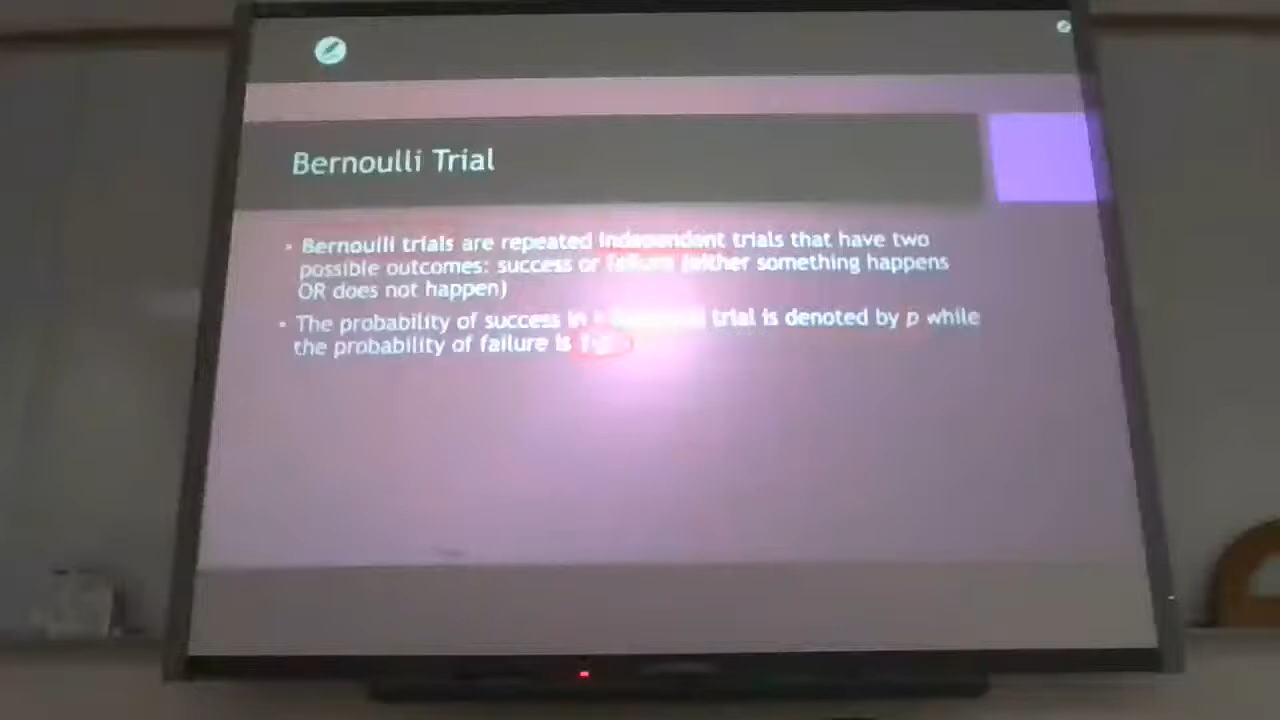 Bernoulli Trial
• Bernoulli trials are repeated independent trials that have two
possible outcomes: success or failure (either something happens
OR does not happen)
• The probability of success in trial is denoted by p while
the probability of failure is